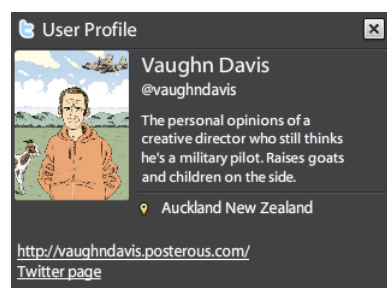 User Profile
Vaughn Davis
@vaughndavis
The personal opinions of a
creative director who still thinks
he's a military pilot. Raises goats
and children on the side.
Auckland New Zealand
http://vaughndavis.posterous.com/
Twitter page